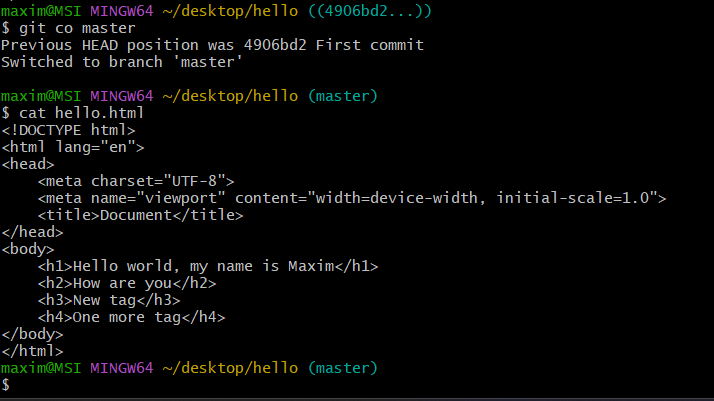 maxim@MSI MINGW64 ~/desktop/hello ((4906bd2...))
$ git co master
Previous HEAD position was 4906bd2 First commit
Switched to branch 'master'
maxim@MSI MINGW64 ~/desktop/hello (master)
$ cat hello.html
<!DOCTYPE html>
<html lang="en">
<head>
    <meta charset="UTF-8">
    <meta name="viewport" content="width=device-width, initial-scale=1.0">
    <title>Document</title>
</head>
<body>
    <h1>Hello world, my name is Maxim</h1>
    <h2>How are you</h2>
    <h3>New tag</h3>
    <h4>One more tag</h4>
</body>
</html>
maxim@MSI MINGW64 ~/desktop/hello (master)
$